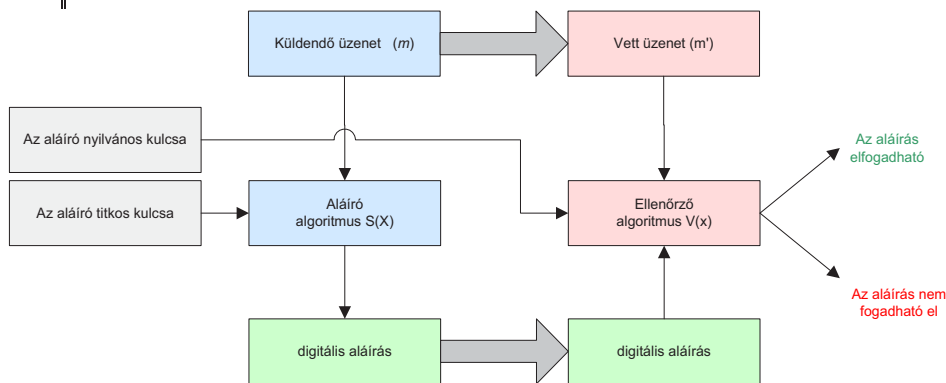 Küldendő üzenet (m)
Vett üzenet (m')
Az aláíró nyilvános kulcsa
Az aláíró titkos kulcsa
Aláíró
algoritmus S(X)
Ellenőrző
algoritmus V(x)
Az aláírás
elfogadható
Az aláírás nem
fogadható el
digitális aláírás
digitális aláírás